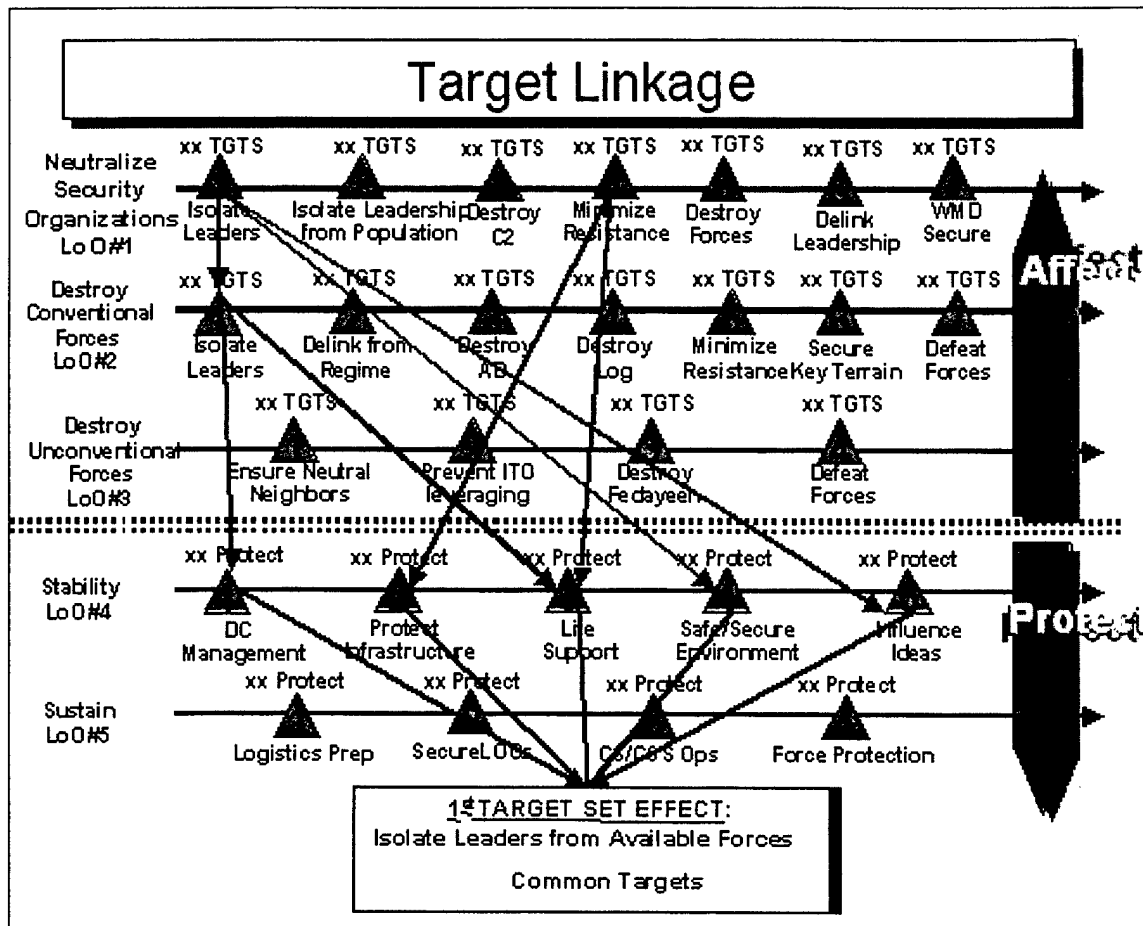 Target Linkage
xx TGTS xx TGTS xx TGTS xx TGTS xx TGTS xx TGTS xx TGTS
Neutralize
Security
Organizations
LoO#1
Isolate
Leaders
Isolate Leadership
from Population
Destroy
C2
Minimize
Resistance
Destroy
Forces
Delink
Leadership
WMD
Secure
xx TGTS xx TGTS xx TGTS xx TGTS xx TGTS xx TGTS xx TGTS
Destroy
Conventional
Forces
LoO#2
Isolate
Leaders
Delink from
Regime
Destroy
AD
Destroy
Log
Minimize
Resistance
Secure
Key Terrain
Defeat
Forces
xx TGTS xx TGTS xx TGTS xx TGTS
Destroy
Unconventional
Forces
LoO#3
Ensure Neutral
Neighbors
Prevent ITO
leveraging
Destroy
Fedayeen
Defeat
Forces
Affect
xx Protect xx Protect xx Protect xx Protect xx Protect
Stability
LoO#4
DC
Management
Protect
Infrastructure
Life
Support
Safe/Secure
Environment
Influence
Ideas
Protect
xx Protect xx Protect xx Protect xx Protect
Sustain
LoO#5
Logistics Prep
Secure LOCs
CS/CSS Ops
Force Protection
1st TARGET SET EFFECT:
Isolate Leaders from Available Forces
Common Targets